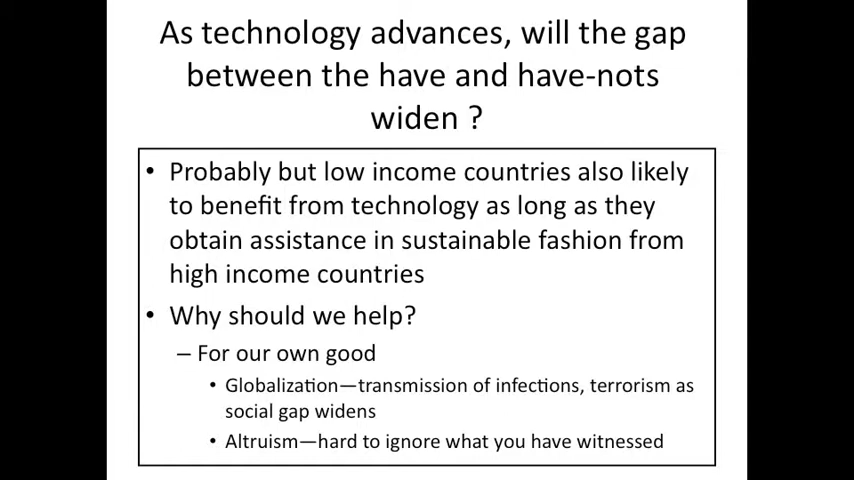 As technology advances, will the gap
between the have and have-nots
widen ?
• Probably but low income countries also likely
to benefit from technology as long as they
obtain assistance in sustainable fashion from
high income countries
• Why should we help?
– For our own good
• Globalization—transmission of infections, terrorism as
social gap widens
• Altruism—hard to ignore what you have witnessed